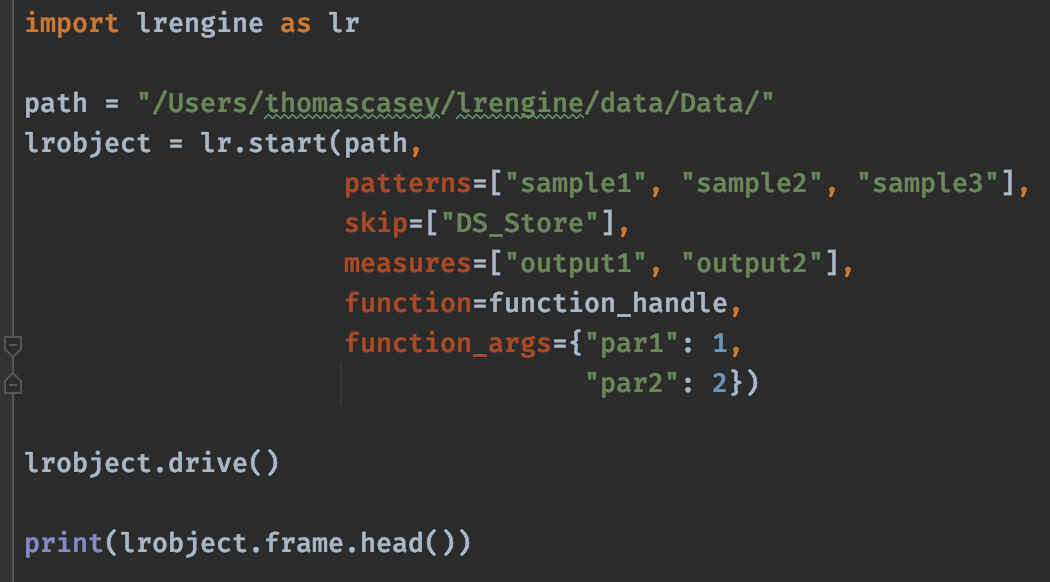 import lrengine as lr
path = "/Users/thomascasey/lrengine/data/Data/"
lrobject = lr.start(path,
                    patterns=["sample1", "sample2", "sample3"],
                    skip=["DS_Store"],
                    measures=["output1", "output2"],
                    function=function_handle,
                    function_args={"par1": 1,
                                   "par2": 2})
lrobject.drive()
print(lrobject.frame.head())